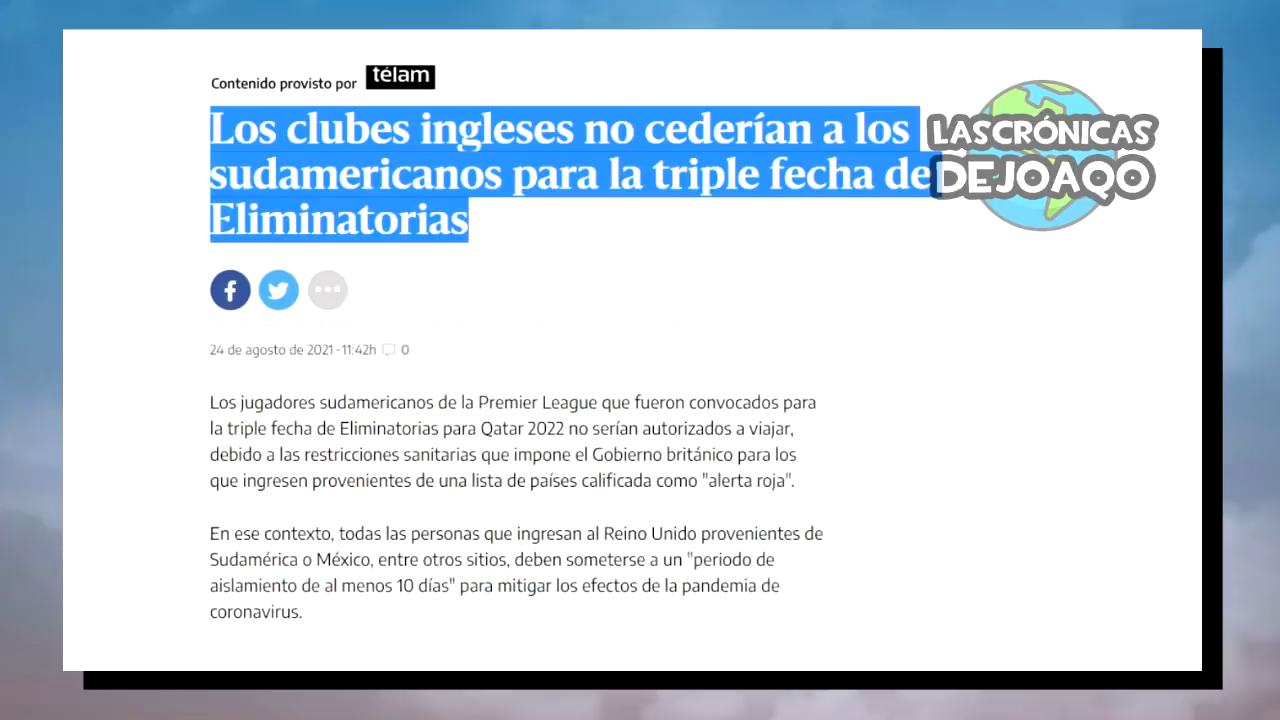 Contenido provisto por télam
Los clubes ingleses no cederían a los
sudamericanos para la triple fecha de
Eliminatorias
LAS CRÓNICAS
DE JOAQO
24 de agosto de 2021 - 11:42h 0
Los jugadores sudamericanos de la Premier League que fueron convocados para
la triple fecha de Eliminatorias para Qatar 2022 no serían autorizados a viajar,
debido a las restricciones sanitarias que impone el Gobierno británico para los
que ingresen provenientes de una lista de países calificada como "alerta roja".
En ese contexto, todas las personas que ingresan al Reino Unido provenientes de
Sudamérica o México, entre otros sitios, deben someterse a un "periodo de
aislamiento de al menos 10 días" para mitigar los efectos de la pandemia de
coronavirus.